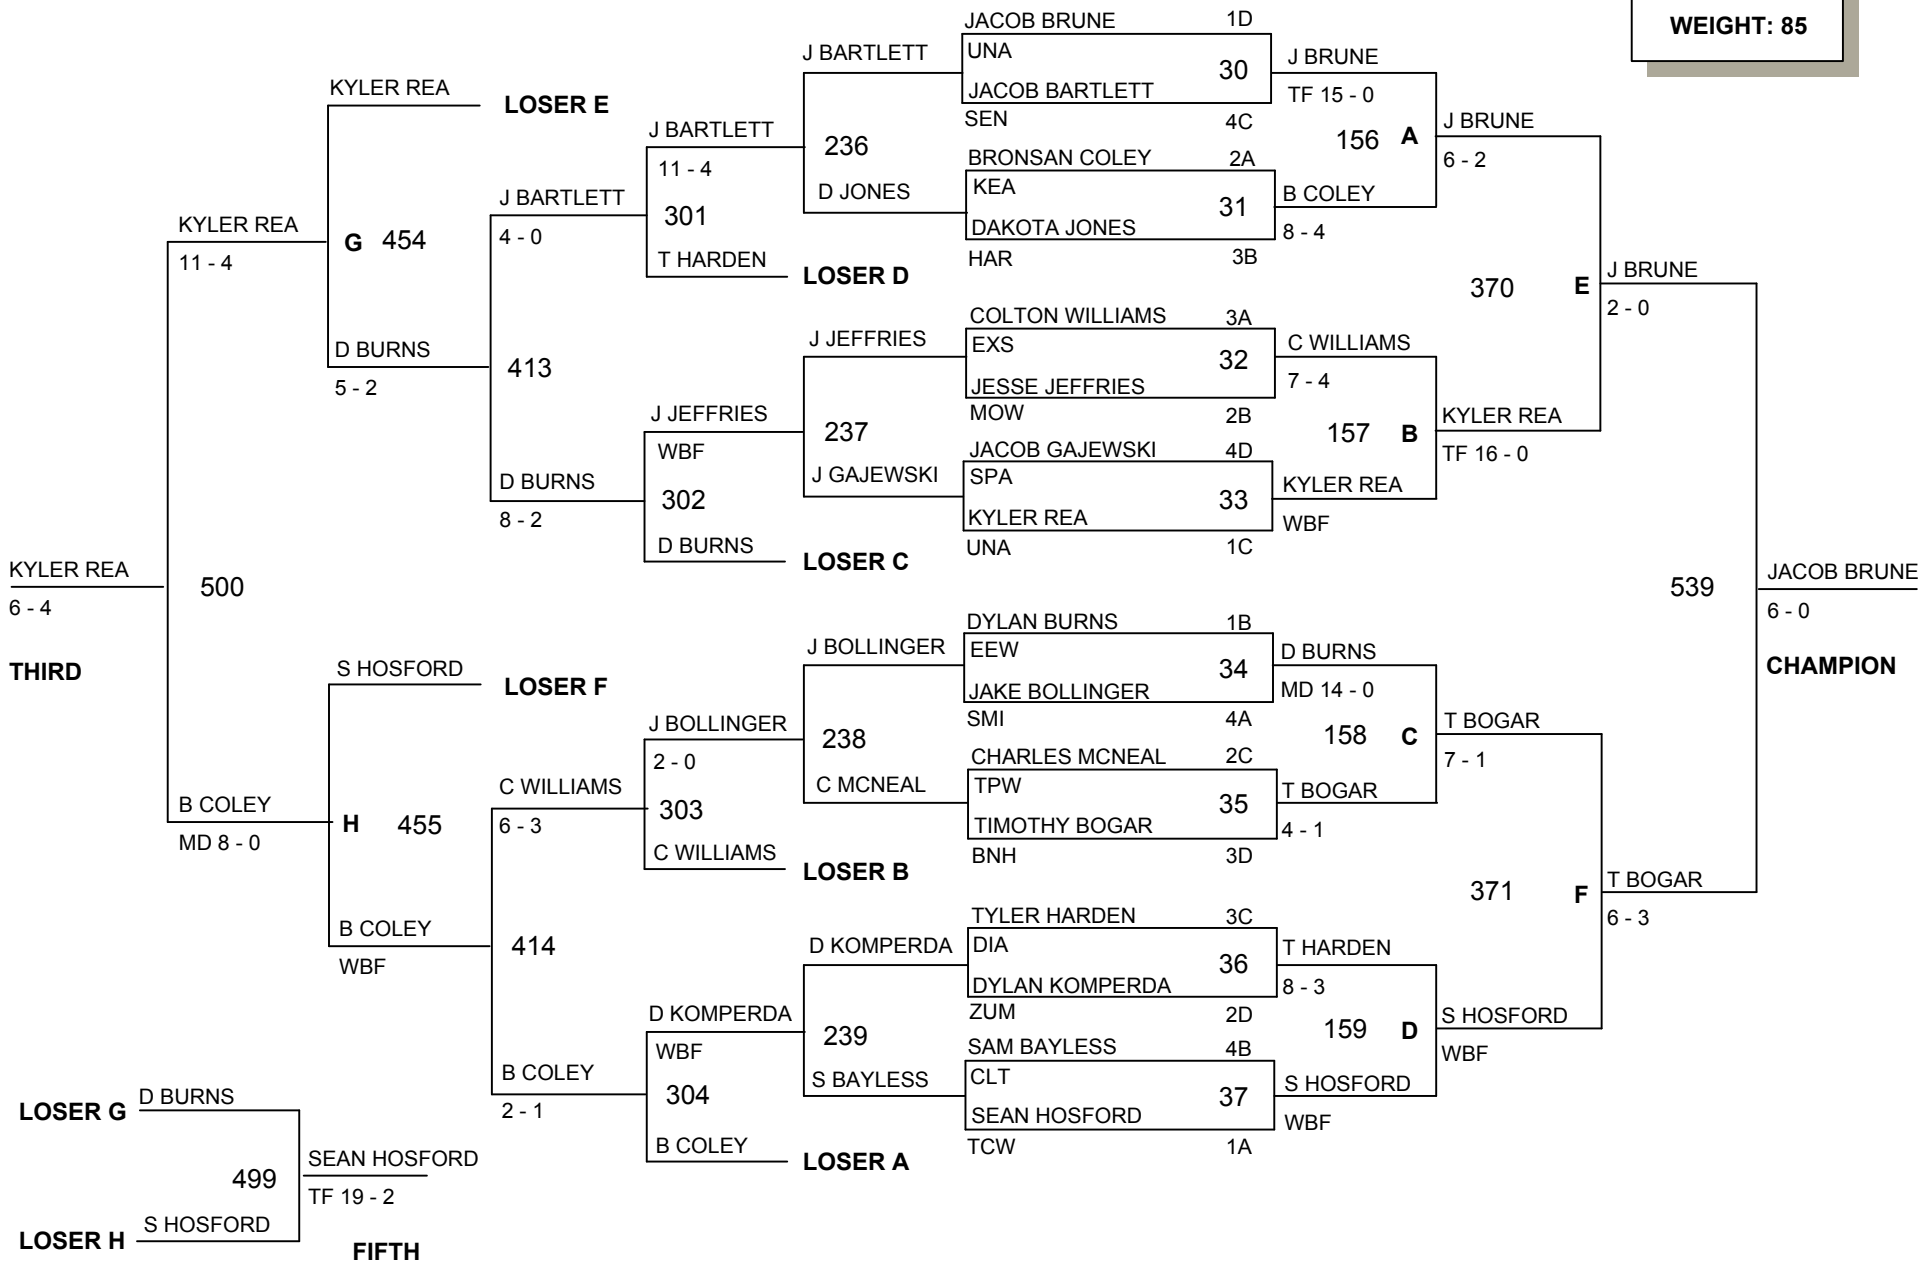 WEIGHT: 85
JACOB BRUNE 1D
UNA
30
JACOB BARTLETT
SEN 4C
BRONSAN COLEY 2A
KEA
31
DAKOTA JONES
HAR 3B
COLTON WILLIAMS 3A
EXS
32
JESSE JEFFRIES
MOW 2B
JACOB GAJEWSKI 4D
SPA
33
KYLER REA
UNA 1C
DYLAN BURNS 1B
EEW
34
JAKE BOLLINGER
SMI 4A
CHARLES MCNEAL 2C
TPW
35
TIMOTHY BOGAR
BNH 3D
TYLER HARDEN 3C
DIA
36
DYLAN KOMPERDA
ZUM 2D
SAM BAYLESS 4B
CLT
37
SEAN HOSFORD
TCW 1A
J BRUNE
TF 15 - 0
156 A
B COLEY
8 - 4
C WILLIAMS
7 - 4
157 B
KYLER REA
WBF
D BURNS
MD 14 - 0
158 C
T BOGAR
4 - 1
T HARDEN
8 - 3
159 D
S HOSFORD
WBF
J BRUNE
6 - 2
370 E
KYLER REA
TF 16 - 0
T BOGAR
7 - 1
371 F
S HOSFORD
WBF
J BRUNE
2 - 0
539
T BOGAR
6 - 3
JACOB BRUNE
6 - 0
CHAMPION
J BARTLETT
236
D JONES
J JEFFRIES
237
J GAJEWSKI
J BOLLINGER
238
C MCNEAL
D KOMPERDA
239
S BAYLESS
J BARTLETT
11 - 4
301
T HARDEN
LOSER D
J JEFFRIES
WBF
302
D BURNS
LOSER C
J BOLLINGER
2 - 0
303
C WILLIAMS
LOSER B
D KOMPERDA
WBF
304
B COLEY
LOSER A
J BARTLETT
4 - 0
413
D BURNS
8 - 2
C WILLIAMS
6 - 3
414
B COLEY
2 - 1
KYLER REA
LOSER E
G 454
D BURNS
5 - 2
S HOSFORD
LOSER F
H 455
B COLEY
WBF
KYLER REA
11 - 4
500
B COLEY
MD 8 - 0
KYLER REA
6 - 4
THIRD
LOSER G D BURNS
499
LOSER H S HOSFORD
SEAN HOSFORD
TF 19 - 2
FIFTH